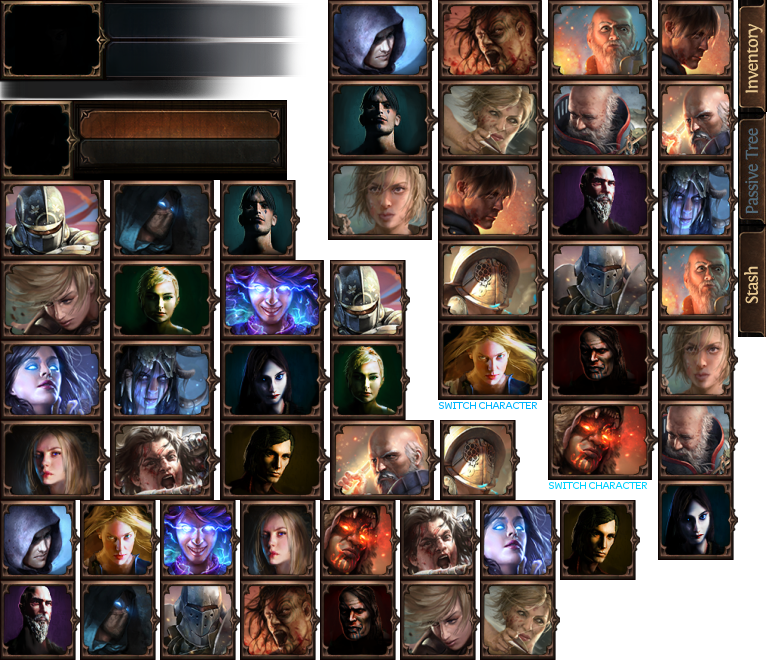 Inventory
Passive Tree
Stash
SWITCH CHARACTER
SWITCH CHARACTER